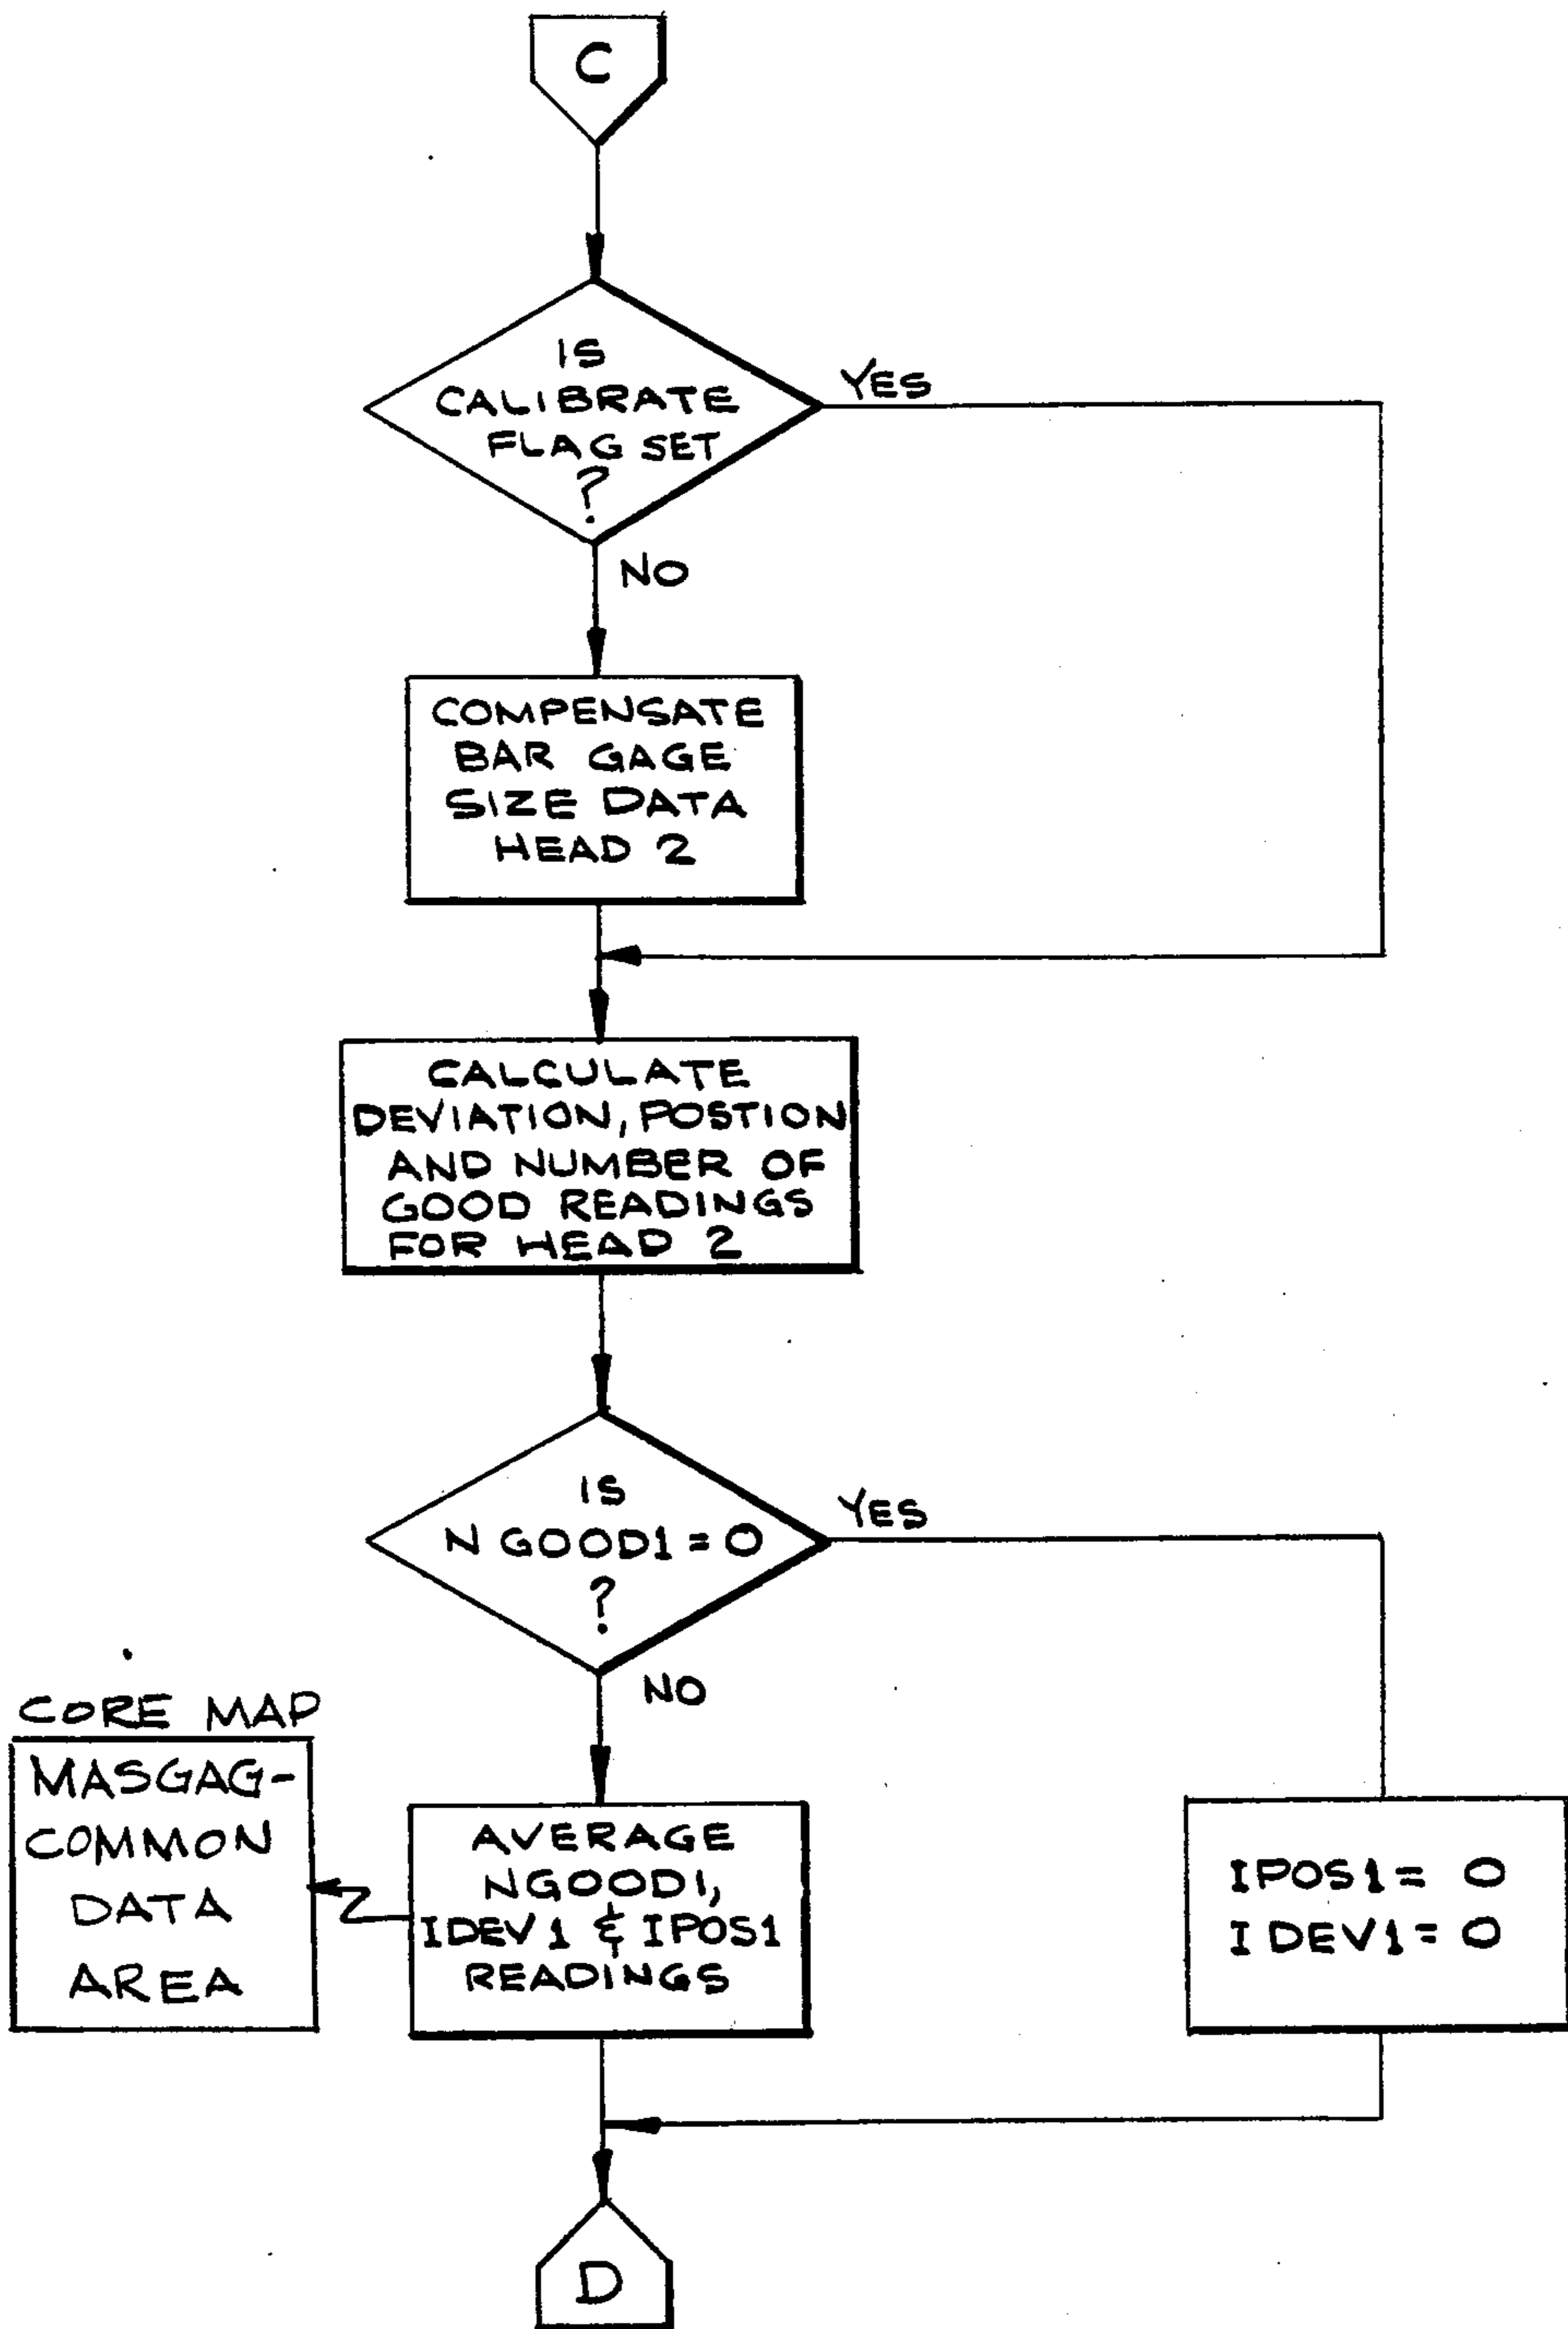 C
IS
CALIBRATE
FLAG SET
?
YES
NO
COMPENSATE
BAR GAGE
SIZE DATA
HEAD 2
CALCULATE
DEVIATION, POSTION
AND NUMBER OF
GOOD READINGS
FOR HEAD 2
IS
N GOOD1 = 0
?
YES
NO
CORE MAP
MASGAG-
COMMON
DATA
AREA
AVERAGE
NGOOD1,
IDEV1 & IPOS1
READINGS
IPOS1 = 0
IDEV1 = 0
D